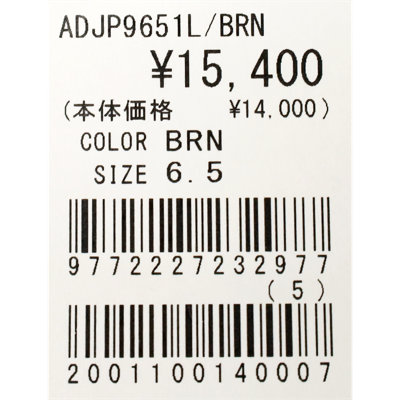 ADJP9651L/BRN
¥15,400
(本体価格 ¥14,000)
COLOR BRN
SIZE 6.5
9772227232977
(5)
2001100140007